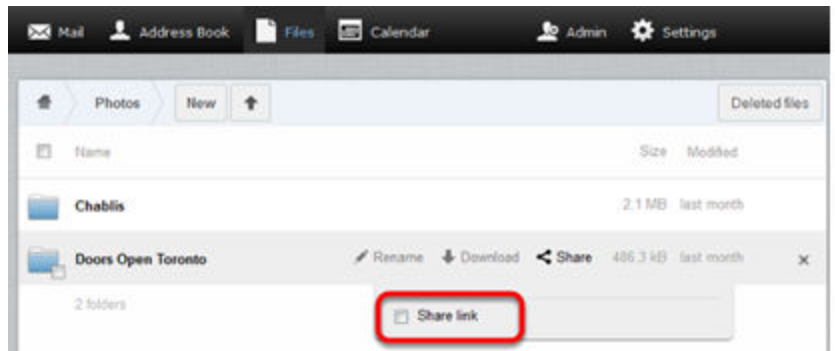 Mail Address Book Files Calendar Admin Settings
Photos New Deleted files
Name Size Modified
Chablis 2.1 MB last month
Doors Open Toronto Rename Download Share 486.3 kB last month
2 folders
Share link